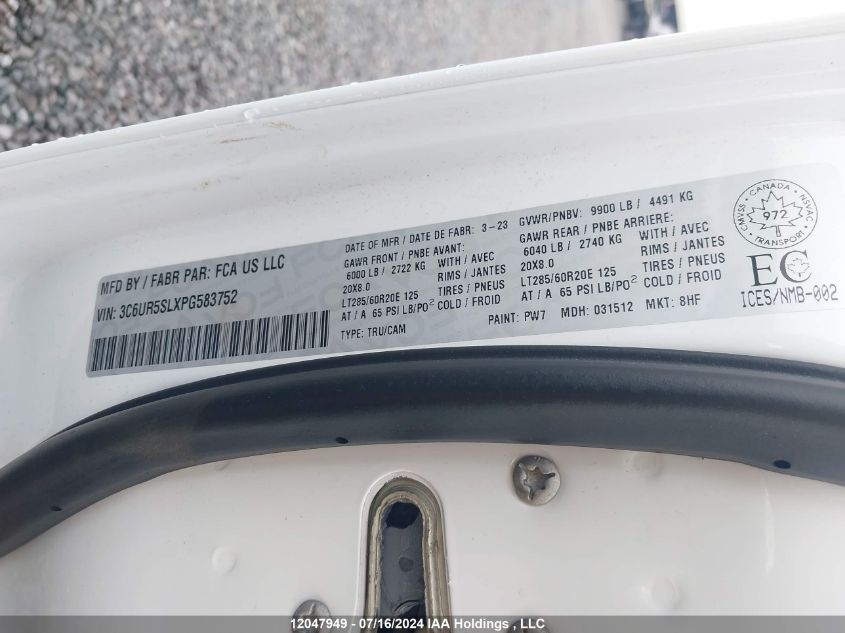 MFD BY / FABR PAR: FCA US LLC
VIN: 3C6UR5SLXPG583752
DATE OF MFR / DATE DE FABR: 3-23
GAWR FRONT / PNBE AVANT:
6000 LB / 2722 KG WITH / AVEC
20X8.0 RIMS / JANTES
LT285/60R20E 125
AT / A 65 PSI LB/PO² COLD / FROID
TYPE: TRU/CAM
GVWR/PNBV: 9900 LB / 4491 KG
GAWR REAR / PNBE ARRIERE:
6040 LB / 2740 KG WITH / AVEC
20X8.0 RIMS / JANTES
LT285/60R20E 125
AT / A 65 PSI LB/PO² COLD / FROID
PAINT: PW7 MDH: 031512 MKT: 8HF
CANADA
CMVSS NSVAC
972
TRANSPORT
EC
ICES/NMB-002
12047949 - 07/16/2024 IAA Holdings , LLC